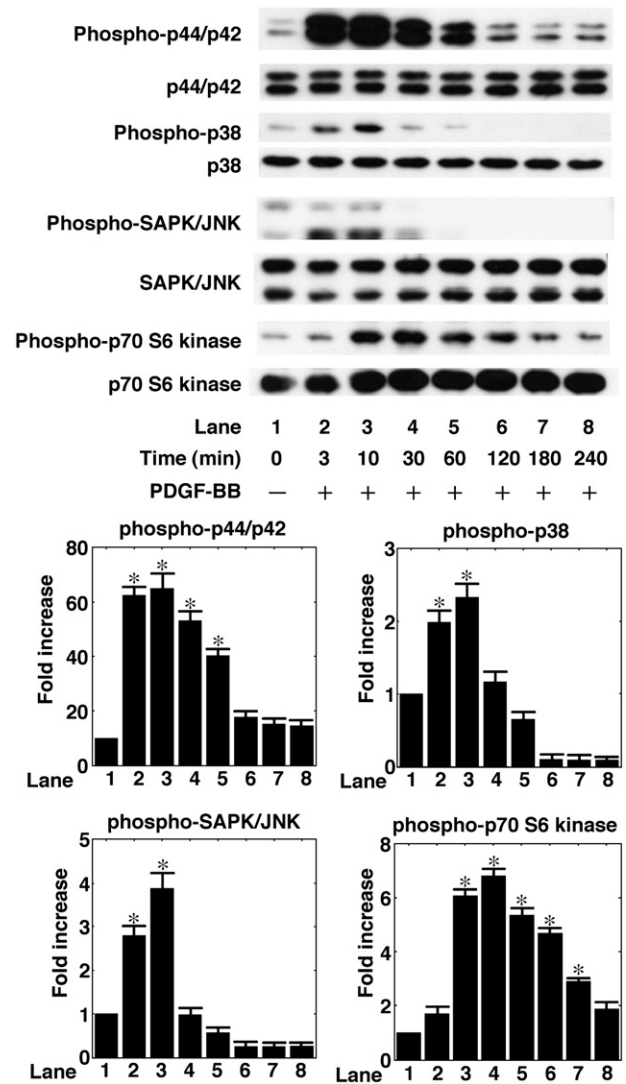 Phospho-p44/p42
p44/p42
Phospho-p38
p38
Phospho-SAPK/JNK
SAPK/JNK
Phospho-p70 S6 kinase
p70 S6 kinase
Lane 1 2 3 4 5 6 7 8
Time (min) 0 3 10 30 60 120 180 240
PDGF-BB — + + + + + + +
phospho-p44/p42
Fold increase
80
60
40
20
0
* * * *
Lane 1 2 3 4 5 6 7 8
phospho-p38
Fold increase
3
2
1
0
* *
Lane 1 2 3 4 5 6 7 8
phospho-SAPK/JNK
Fold increase
5
4
3
2
1
0
* *
Lane 1 2 3 4 5 6 7 8
phospho-p70 S6 kinase
Fold increase
8
6
4
2
0
* * * * *
Lane 1 2 3 4 5 6 7 8